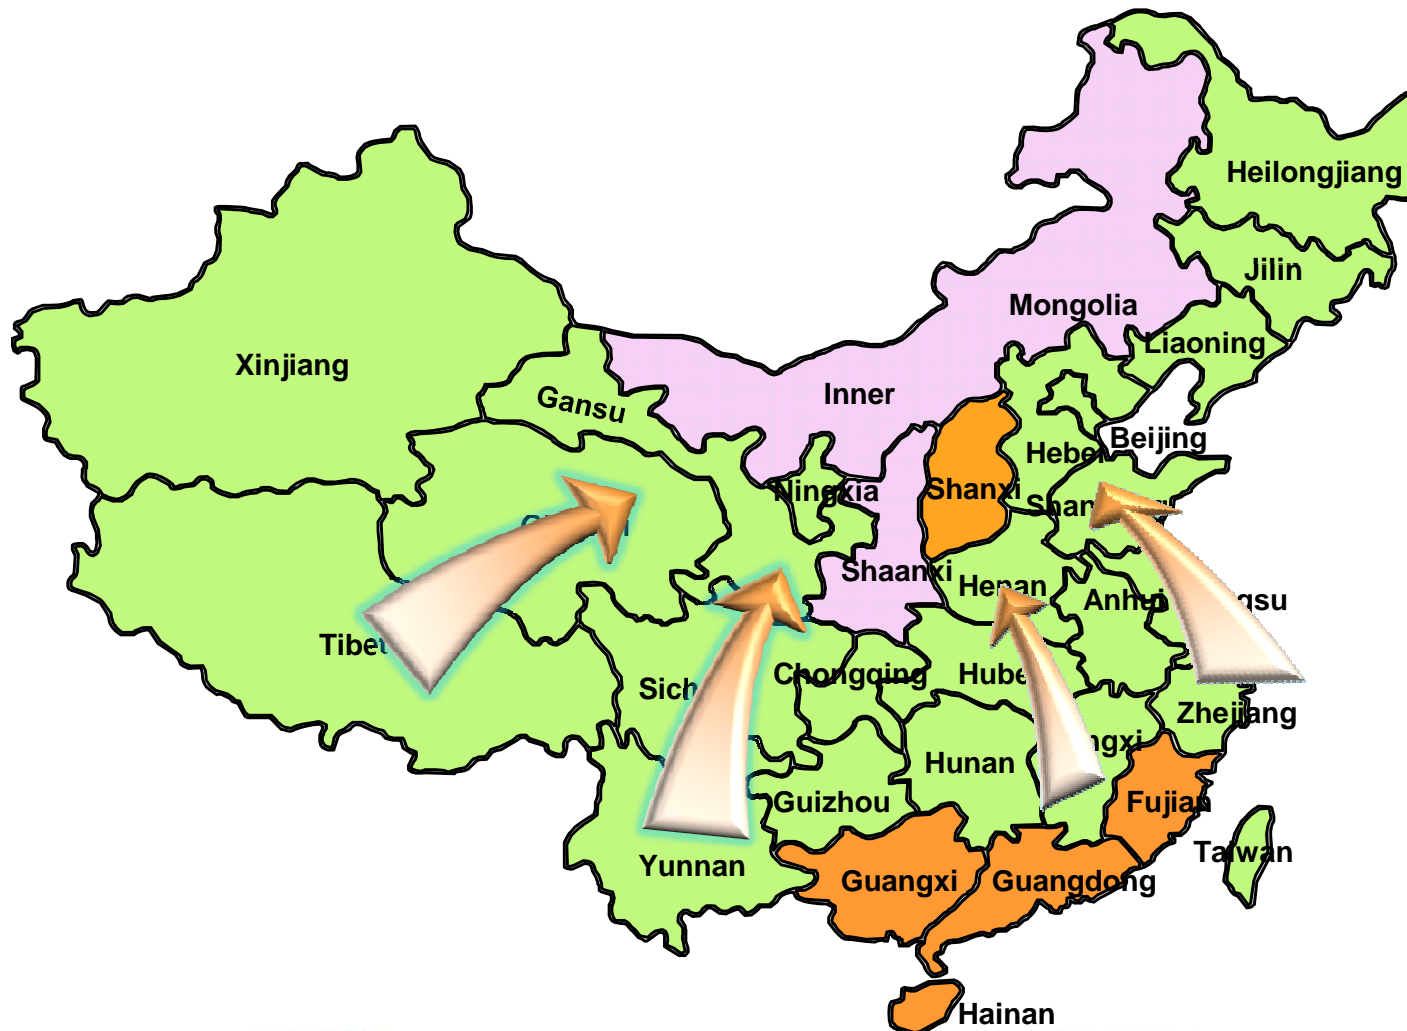 Heilongjiang
Jilin
Mongolia
Liaoning
Xinjiang
Inner
Gansu
Beijing
Hebei
Ningxia
Shanxi
Shaanxi
Henan
Tibet
Chongqing
Zhejiang
Hunan
Guizhou
Fujian
Taiwan
Yunnan
Guangxi
Guangdong
Hainan